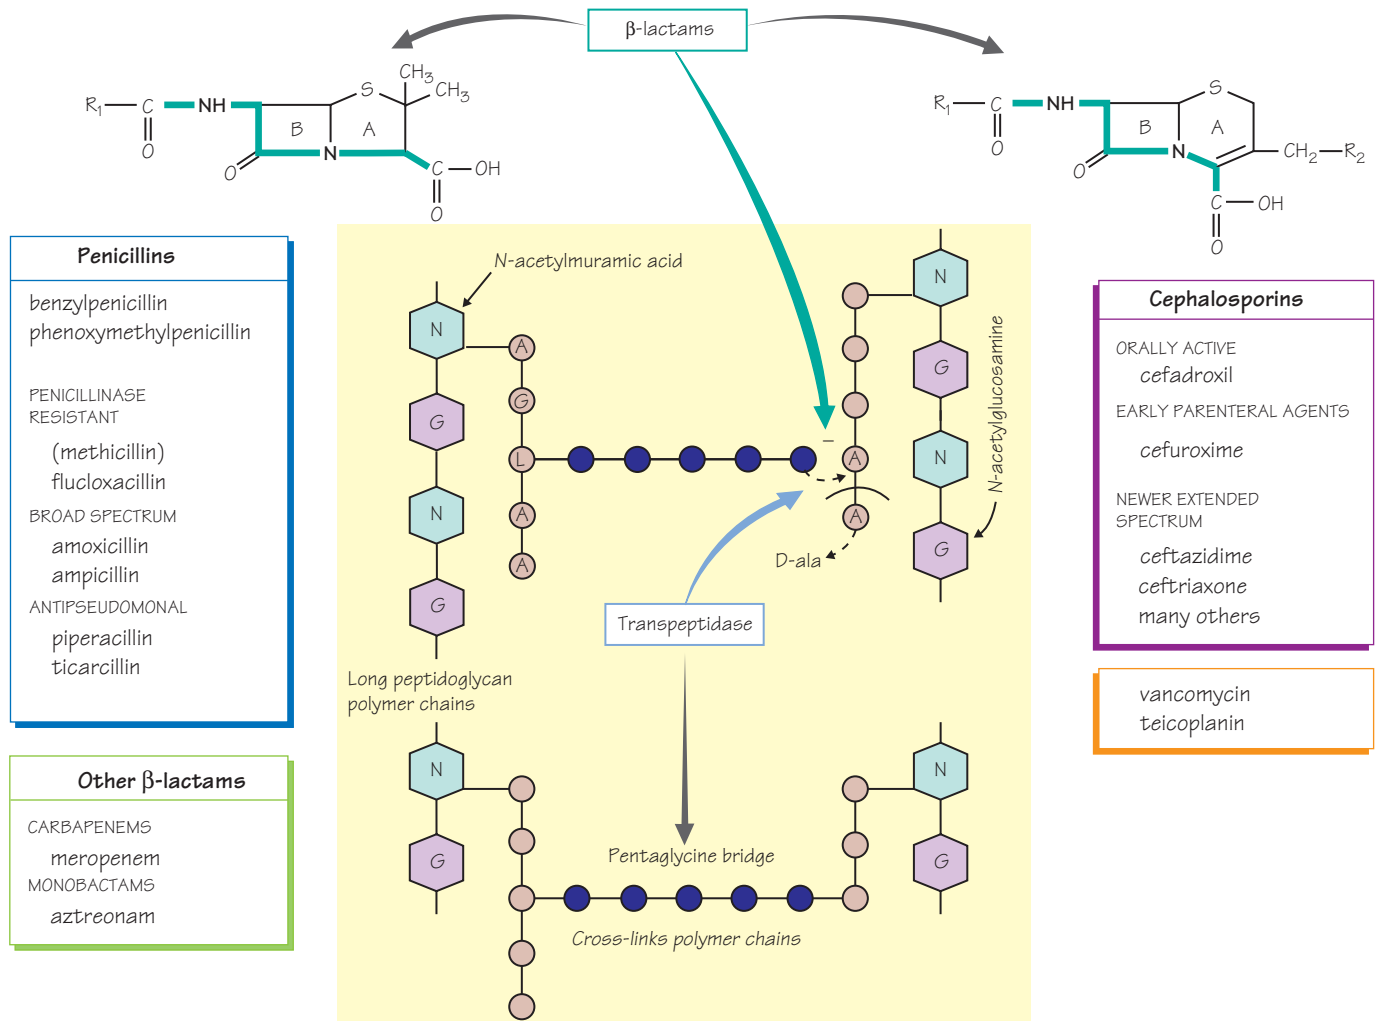 β-lactams
CH3
CH3
S
R1
C
NH
B
A
O
O
N
C
OH
O
S
R1
C
NH
B
A
O
O
N
CH2
R2
C
OH
O
Penicillins
benzylpenicillin
phenoxymethylpenicillin
PENICILLINASE
RESISTANT
(methicillin)
flucloxacillin
BROAD SPECTRUM
amoxicillin
ampicillin
ANTIPSEUDOMONAL
piperacillin
ticarcillin
Other β-lactams
CARBAPENEMS
meropenem
MONOBACTAMS
aztreonam
N-acetylmuramic acid
N
G
N
G
A
G
L
A
A
–
A
A
D-ala
N
G
N
G
N-acetylglucosamine
Transpeptidase
Long peptidoglycan
polymer chains
N
G
Pentaglycine bridge
Cross-links polymer chains
N
G
Cephalosporins
ORALLY ACTIVE
cefadroxil
EARLY PARENTERAL AGENTS
cefuroxime
NEWER EXTENDED
SPECTRUM
ceftazidime
ceftriaxone
many others
vancomycin
teicoplanin